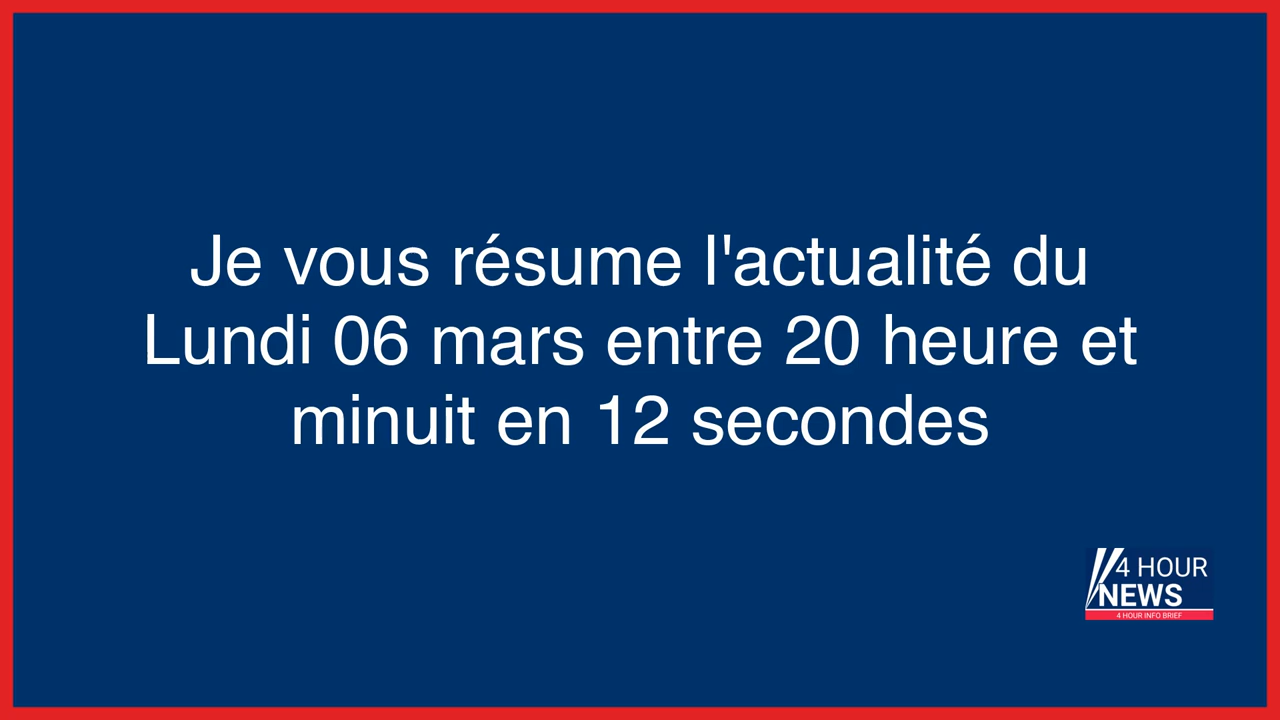 Je vous résume l'actualité du
Lundi 06 mars entre 20 heure et
minuit en 12 secondes
4 HOUR
NEWS
4 HOUR INFO BRIEF